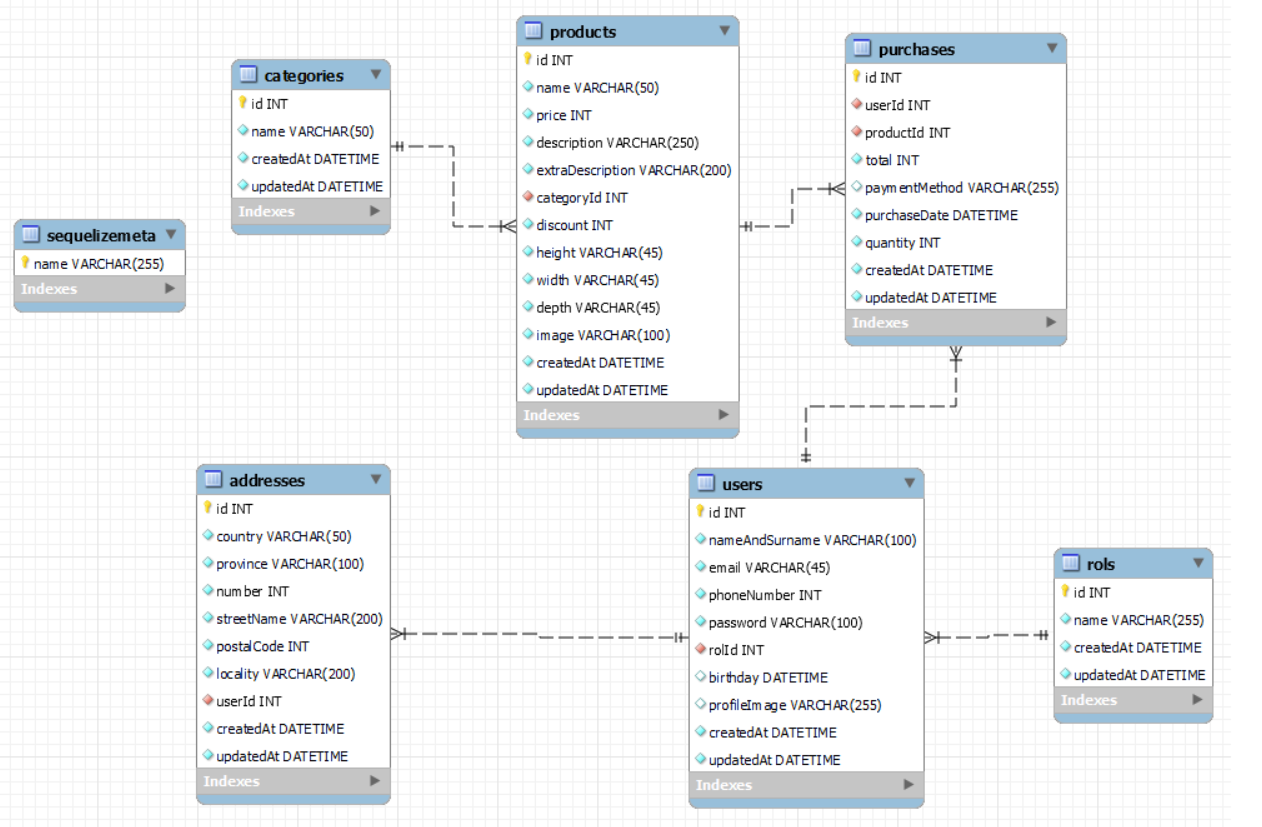 products
id INT
name VARCHAR(50)
price INT
description VARCHAR(250)
extraDescription VARCHAR(200)
categoryId INT
discount INT
height VARCHAR(45)
width VARCHAR(45)
depth VARCHAR(45)
image VARCHAR(100)
createdAt DATETIME
updatedAt DATETIME
Indexes
purchases
id INT
userId INT
productId INT
total INT
paymentMethod VARCHAR(255)
purchaseDate DATETIME
quantity INT
createdAt DATETIME
updatedAt DATETIME
Indexes
categories
id INT
name VARCHAR(50)
createdAt DATETIME
updatedAt DATETIME
Indexes
sequelizemeta
name VARCHAR(255)
Indexes
addresses
id INT
country VARCHAR(50)
province VARCHAR(100)
number INT
streetName VARCHAR(200)
postalCode INT
locality VARCHAR(200)
userId INT
createdAt DATETIME
updatedAt DATETIME
Indexes
users
id INT
nameAndSurname VARCHAR(100)
email VARCHAR(45)
phoneNumber INT
password VARCHAR(100)
rolId INT
birthday DATETIME
profileImage VARCHAR(255)
createdAt DATETIME
updatedAt DATETIME
Indexes
rols
id INT
name VARCHAR(255)
createdAt DATETIME
updatedAt DATETIME
Indexes